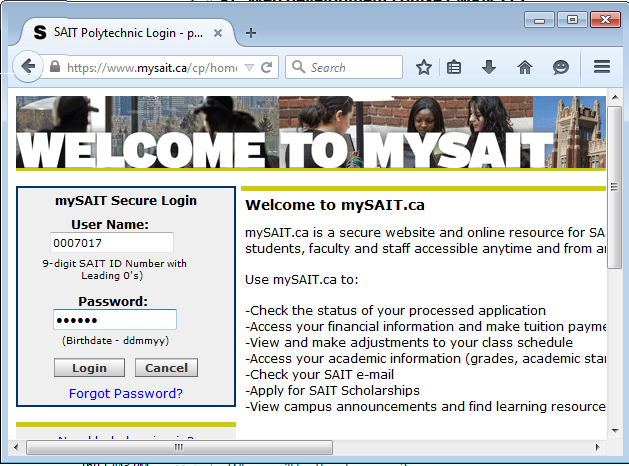 SAIT Polytechnic Login - p...
https://www.mysait.ca/cp/home
Search
WELCOME TO MYSAIT
mySAIT Secure Login
User Name:
0007017
9-digit SAIT ID Number with
Leading 0's)
Password:
••••••
(Birthdate - ddmmyy)
Login Cancel
Forgot Password?
Welcome to mySAIT.ca
mySAIT.ca is a secure website and online resource for SA
students, faculty and staff accessible anytime and from
Use mySAIT.ca to:
-Check the status of your processed application
-Access your financial information and make tuition payme
-View and make adjustments to your class schedule
-Access your academic information (grades, academic
-Check your SAIT e-mail
-Apply for SAIT Scholarships
-View campus announcements and find learning resource